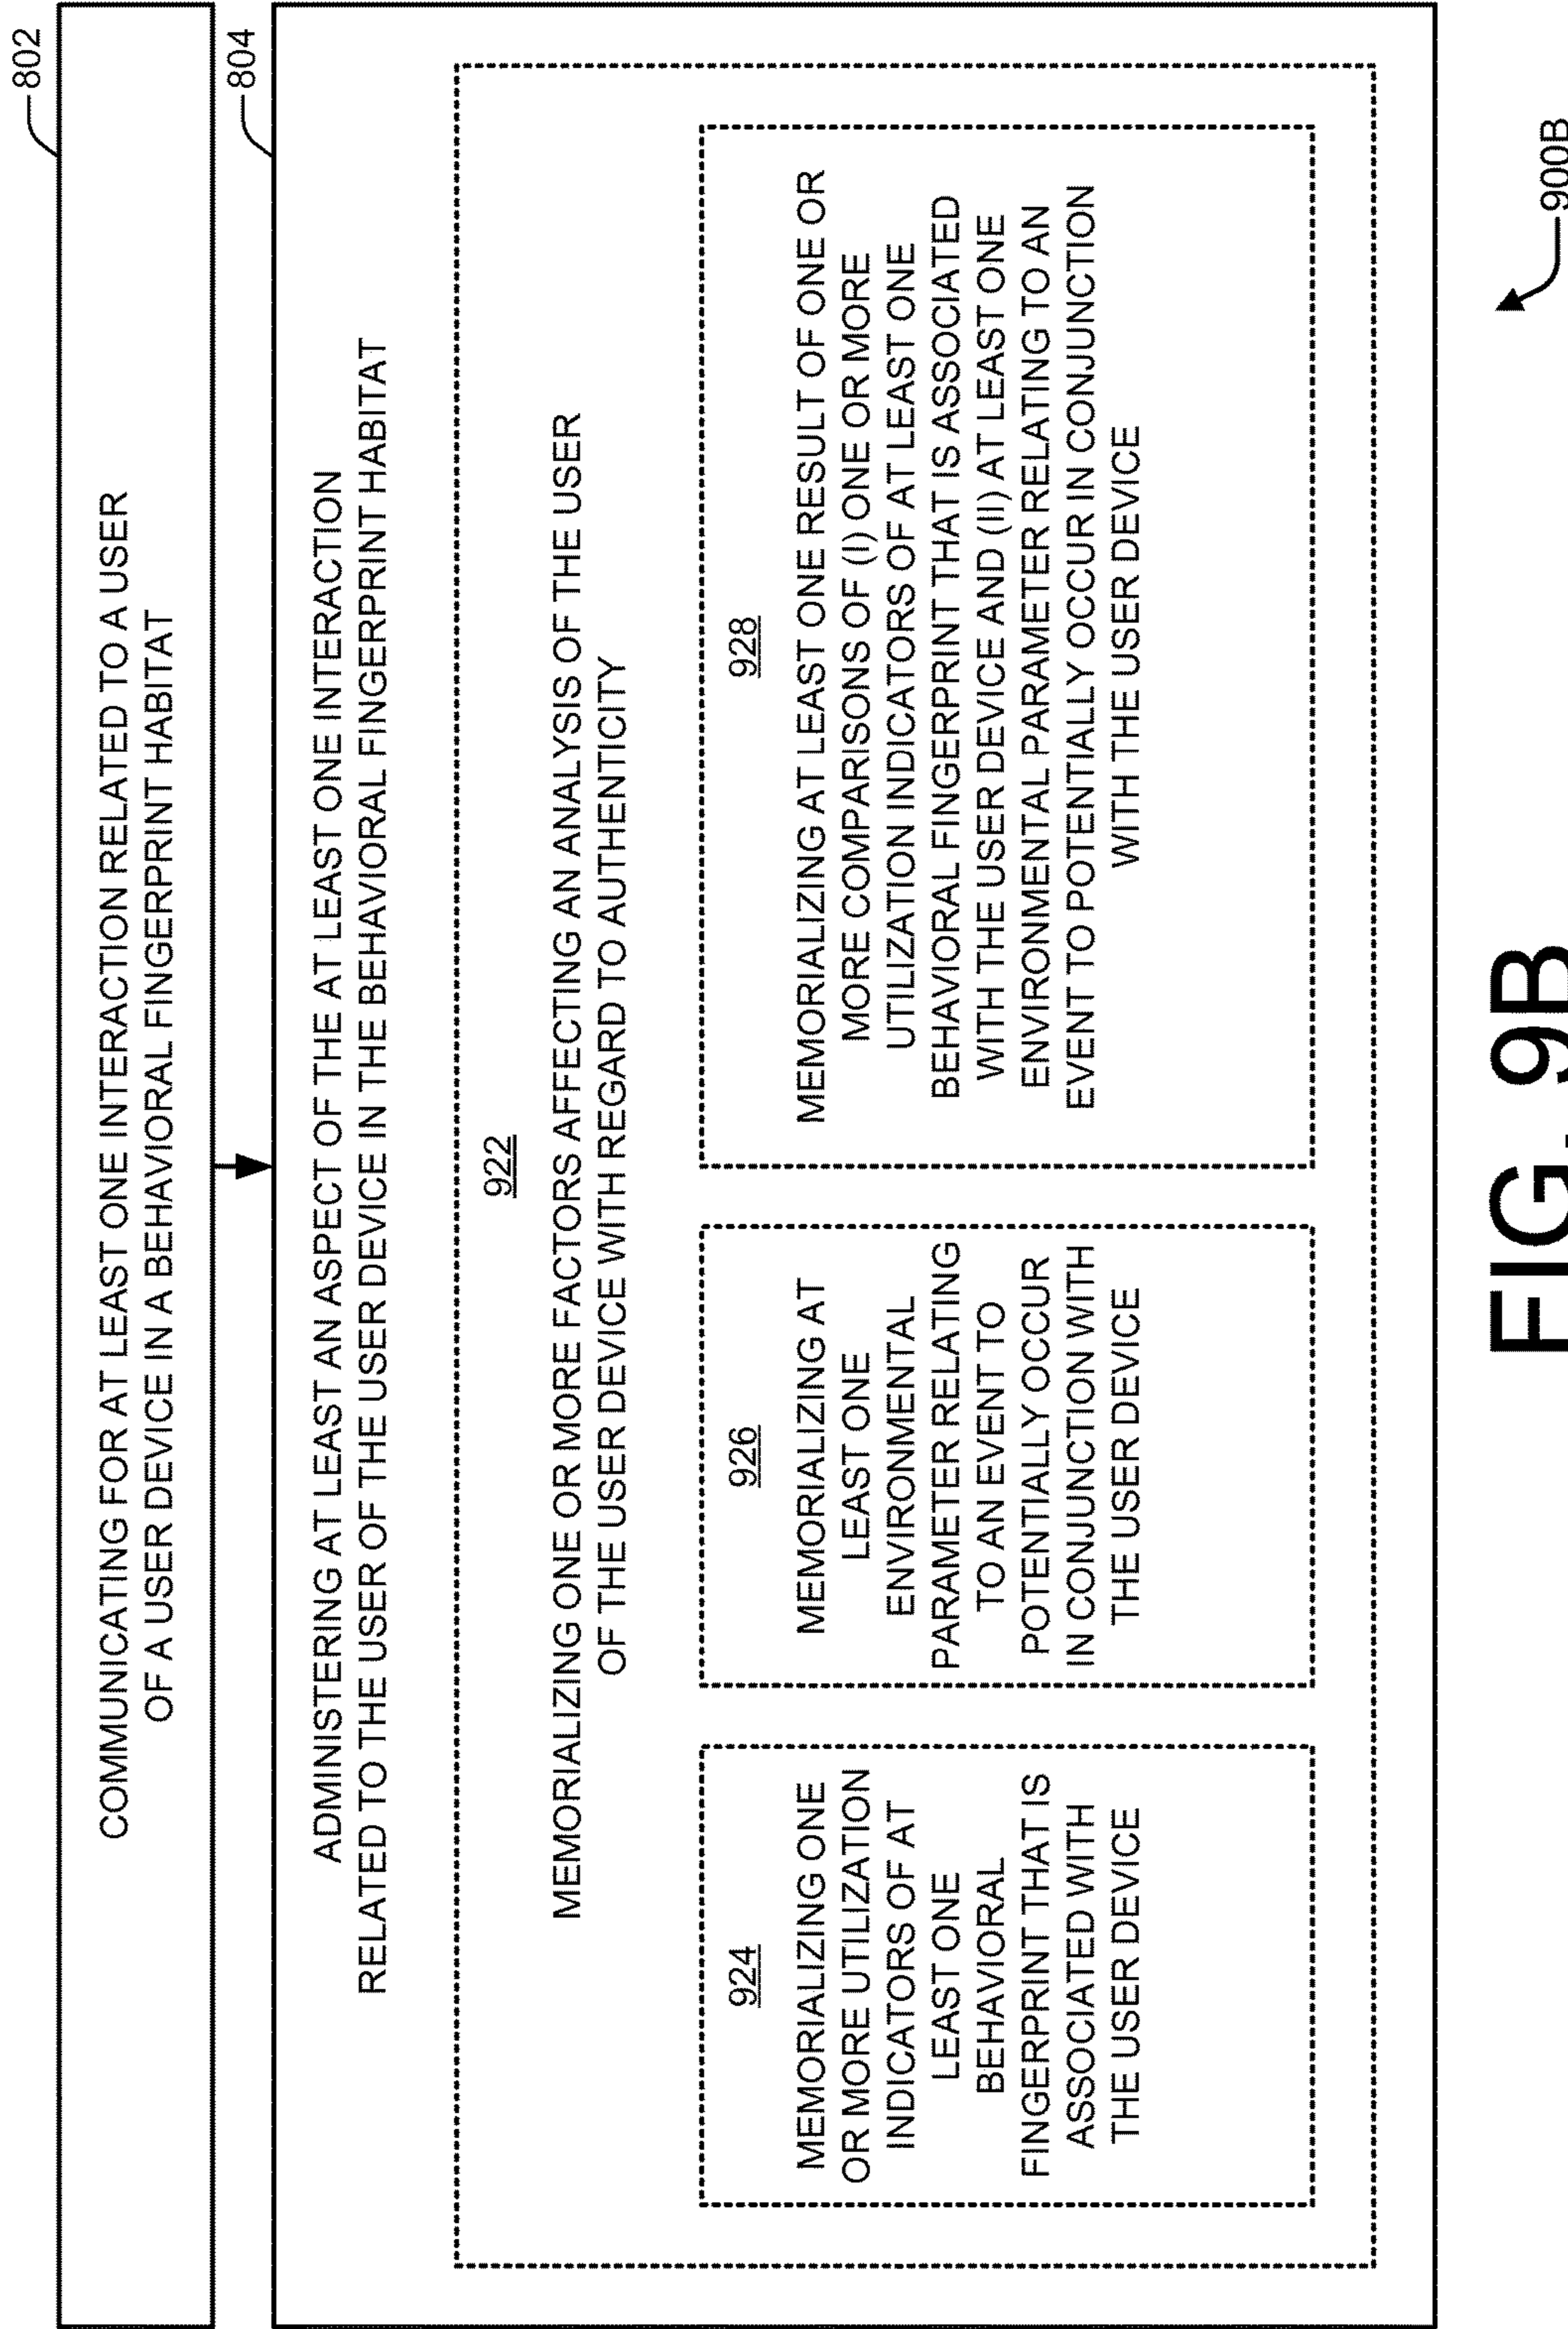 802
COMMUNICATING FOR AT LEAST ONE INTERACTION RELATED TO A USER
OF A USER DEVICE IN A BEHAVIORAL FINGERPRINT HABITAT
804
ADMINISTERING AT LEAST AN ASPECT OF THE AT LEAST ONE INTERACTION
RELATED TO THE USER OF THE USER DEVICE IN THE BEHAVIORAL FINGERPRINT HABITAT
922
MEMORIALIZING ONE OR MORE FACTORS AFFECTING AN ANALYSIS OF THE USER
OF THE USER DEVICE WITH REGARD TO AUTHENTICITY
924
MEMORIALIZING ONE
OR MORE UTILIZATION
INDICATORS OF AT
LEAST ONE
BEHAVIORAL
FINGERPRINT THAT IS
ASSOCIATED WITH
THE USER DEVICE
926
MEMORIALIZING AT
LEAST ONE
ENVIRONMENTAL
PARAMETER RELATING
TO AN EVENT TO
POTENTIALLY OCCUR
IN CONJUNCTION WITH
THE USER DEVICE
928
MEMORIALIZING AT LEAST ONE RESULT OF ONE OR
MORE COMPARISONS OF (I) ONE OR MORE
UTILIZATION INDICATORS OF AT LEAST ONE
BEHAVIORAL FINGERPRINT THAT IS ASSOCIATED
WITH THE USER DEVICE AND (II) AT LEAST ONE
ENVIRONMENTAL PARAMETER RELATING TO AN
EVENT TO POTENTIALLY OCCUR IN CONJUNCTION
WITH THE USER DEVICE
900B
FIG. 9B